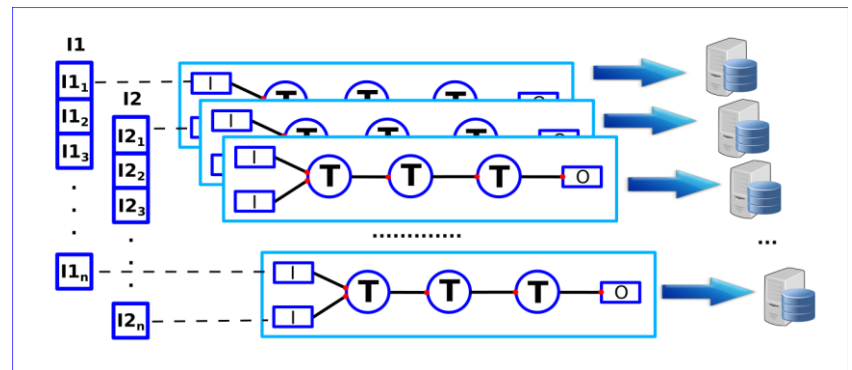 I1
I1₁
I1₂
I1₃
.
.
.
I1ₙ
I2
I2₁
I2₂
I2₃
.
.
.
I2ₙ
I T T T O
I T T T O
I T T T O
I
.............
...
I T T T O
I